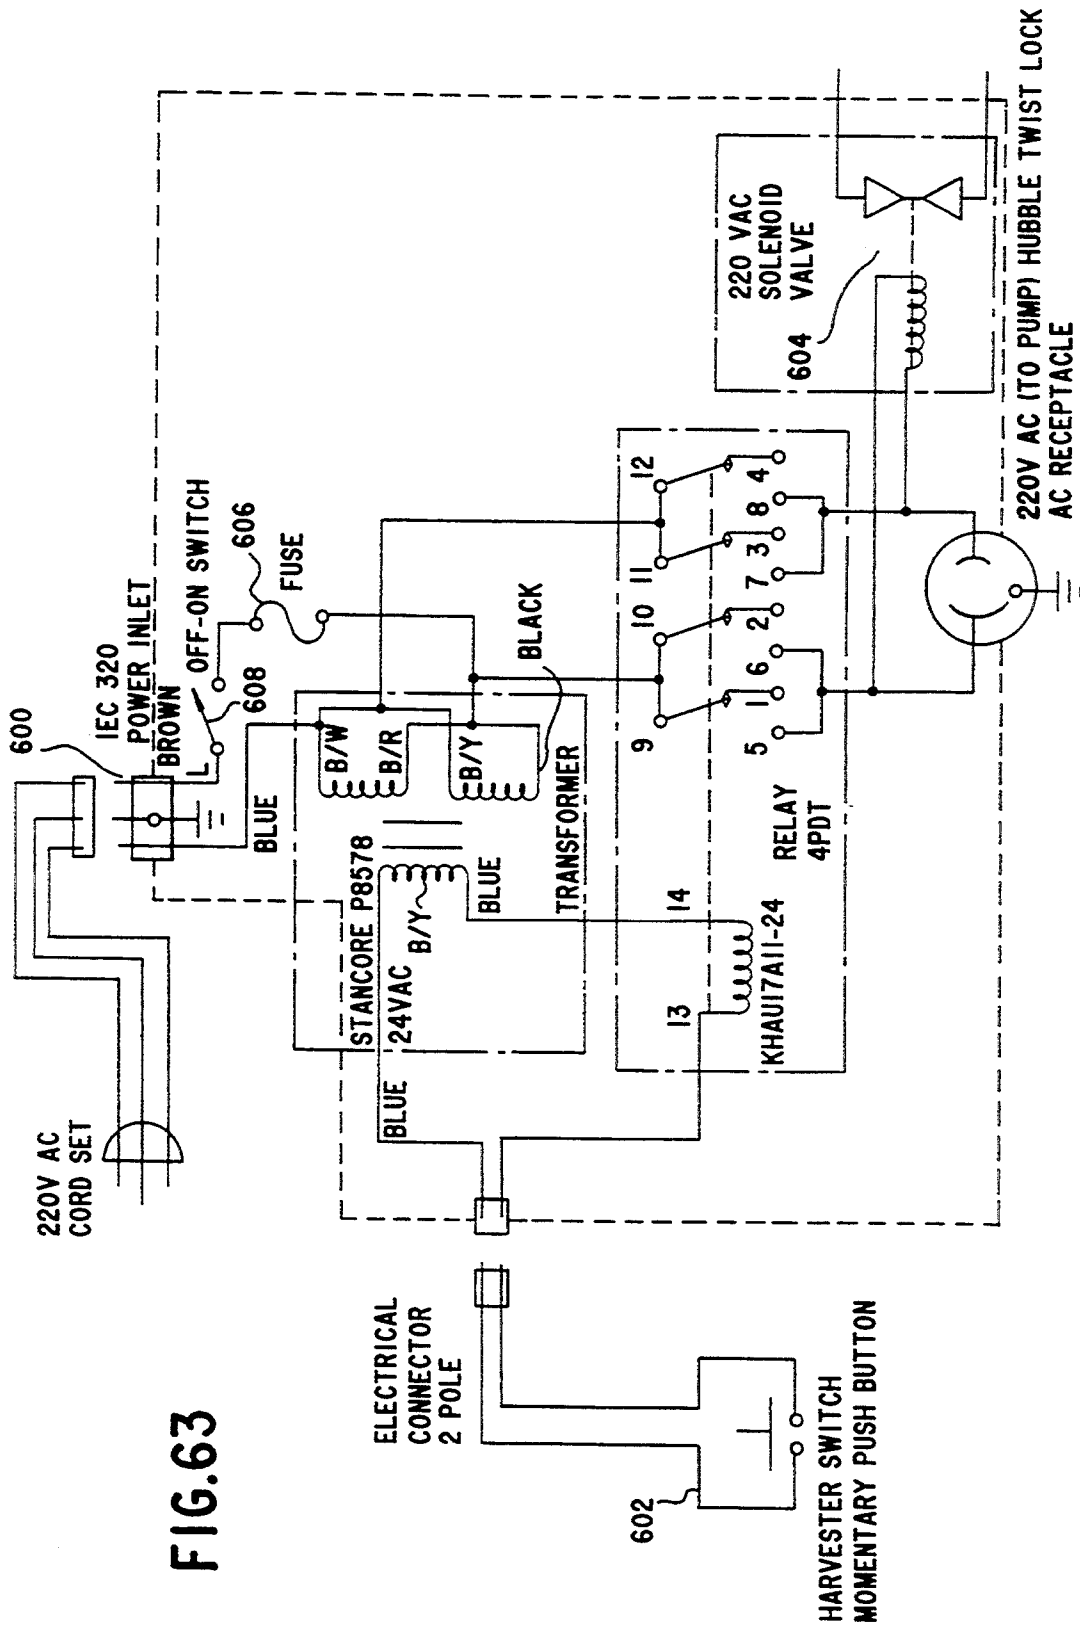 FIG.63
220V AC
CORD SET
600
IEC 320
POWER INLET
BROWN
L
OFF-ON SWITCH
608
606
FUSE
BLUE
B/W
B/R
B/Y
BLACK
STANCORE P8578
24VAC
B/Y
BLUE
TRANSFORMER
BLUE
ELECTRICAL
CONNECTOR
2 POLE
602
HARVESTER SWITCH
MOMENTARY PUSH BUTTON
13
14
KHAU17A11-24
RELAY
4PDT
9
10
11
12
5
1
6
2
7
3
8
4
220 VAC
SOLENOID
VALVE
604
220V AC (TO PUMP) HUBBLE TWIST LOCK
AC RECEPTACLE